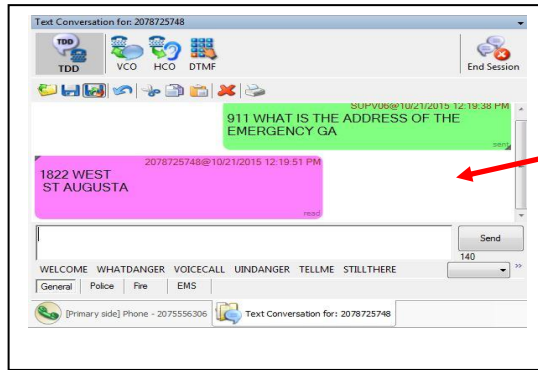 Text Conversation for: 2078725748
TDD
TDD VCO HCO DTMF End Session
SUPV06@10/21/2015 12:19:38 PM
911 WHAT IS THE ADDRESS OF THE
EMERGENCY GA
sent
2078725748@10/21/2015 12:19:51 PM
1822 WEST
ST AUGUSTA
read
Send
140
WELCOME WHATDANGER VOICECALL UINDANGER TELLME STILLTHERE
General Police Fire EMS
[Primary side] Phone - 2075556306 Text Conversation for: 2078725748